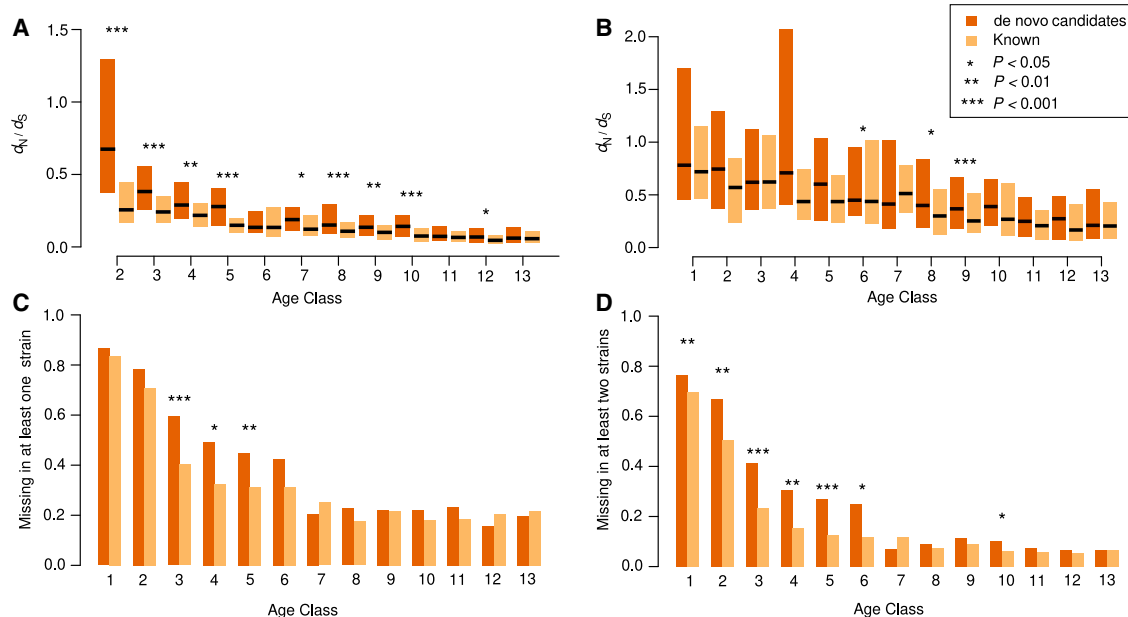 A
1.5
1.0
0.5
0.0
dN / dS
***
***
**
***
*
***
**
***
*
2 3 4 5 6 7 8 9 10 11 12 13
Age Class
B
2.0
1.5
1.0
0.5
0.0
dN / dS
*
*
***
1 2 3 4 5 6 7 8 9 10 11 12 13
Age Class
de novo candidates
Known
* P < 0.05
** P < 0.01
*** P < 0.001
C
1.0
0.8
0.6
0.4
0.2
0.0
Missing in at least one strain
***
*
**
1 2 3 4 5 6 7 8 9 10 11 12 13
Age Class
D
1.0
0.8
0.6
0.4
0.2
0.0
Missing in at least two strains
**
**
***
**
***
*
*
1 2 3 4 5 6 7 8 9 10 11 12 13
Age Class